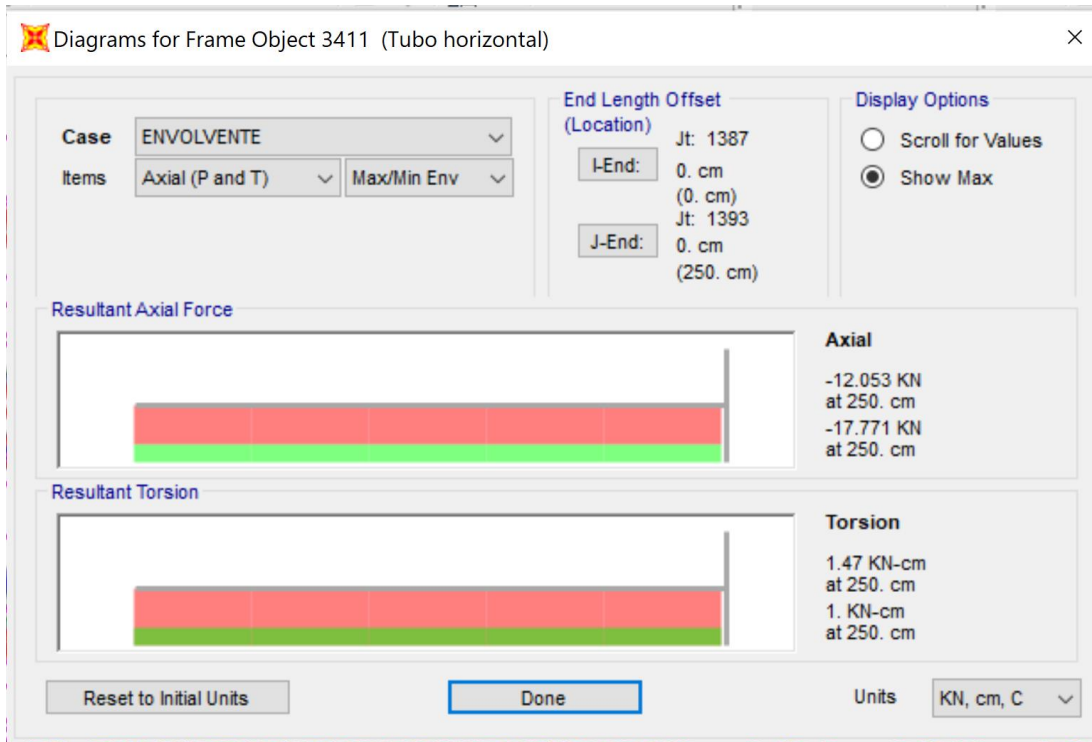 Diagrams for Frame Object 3411 (Tubo horizontal)
Case
ENVOLVENTE
Items
Axial (P and T)
Max/Min Env
End Length Offset
(Location)
I-End:
Jt: 1387
0. cm
(0. cm)
J-End:
Jt: 1393
0. cm
(250. cm)
Display Options
Scroll for Values
Show Max
Resultant Axial Force
Axial
-12.053 KN
at 250. cm
-17.771 KN
at 250. cm
Resultant Torsion
Torsion
1.47 KN-cm
at 250. cm
1. KN-cm
at 250. cm
Reset to Initial Units
Done
Units
KN, cm, C